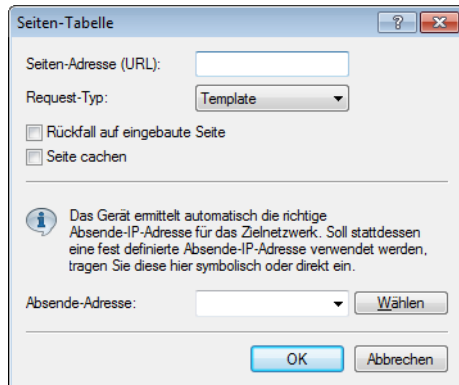 Seiten-Tabelle
Seiten-Adresse (URL):
Request-Typ: Template
Rückfall auf eingebaute Seite
Seite cachen
Das Gerät ermittelt automatisch die richtige
Absende-IP-Adresse für das Zielnetzwerk. Soll stattdessen
eine fest definierte Absende-IP-Adresse verwendet werden,
tragen Sie diese hier symbolisch oder direkt ein.
Absende-Adresse: Wählen
OK Abbrechen